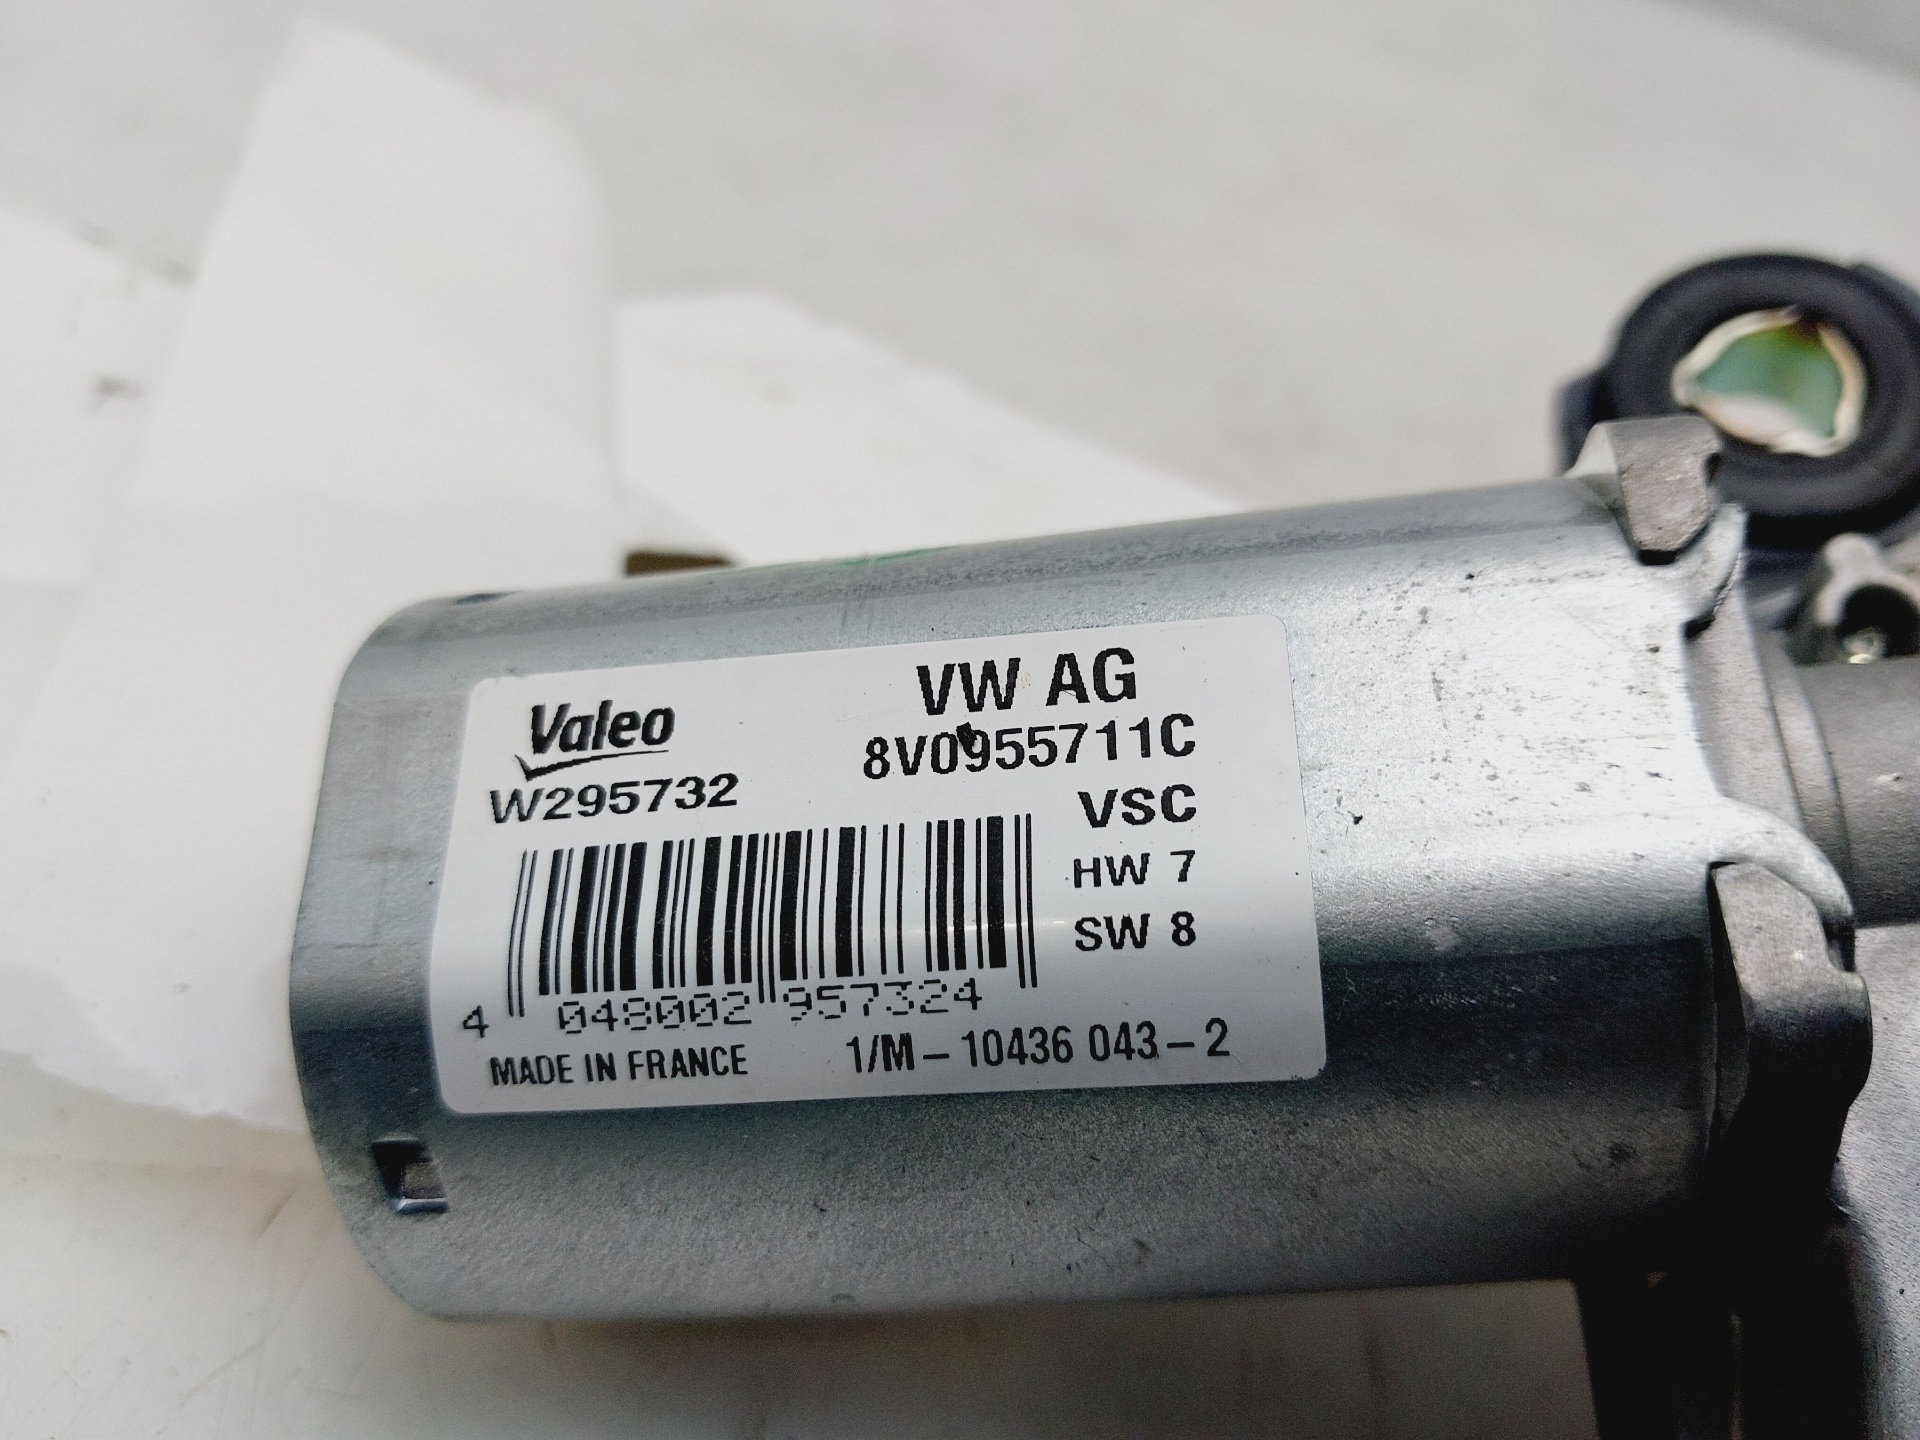 Valeo
W295732
VW AG
8V0955711C
VSC
HW 7
SW 8
4 048002 957324
MADE IN FRANCE 1/M - 10436 043 - 2